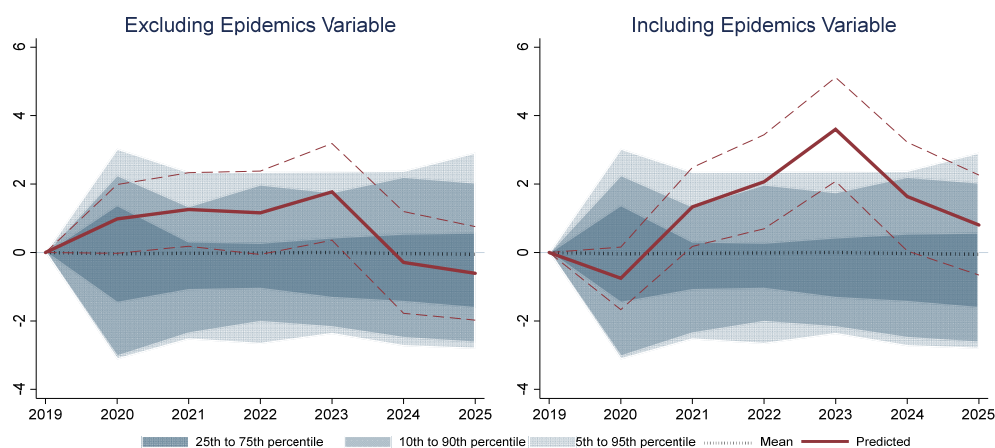 Excluding Epidemics Variable
6
4
2
0
-2
-4
2019 2020 2021 2022 2023 2024 2025
Including Epidemics Variable
6
4
2
0
-2
-4
2019 2020 2021 2022 2023 2024 2025
25th to 75th percentile 10th to 90th percentile 5th to 95th percentile Mean Predicted